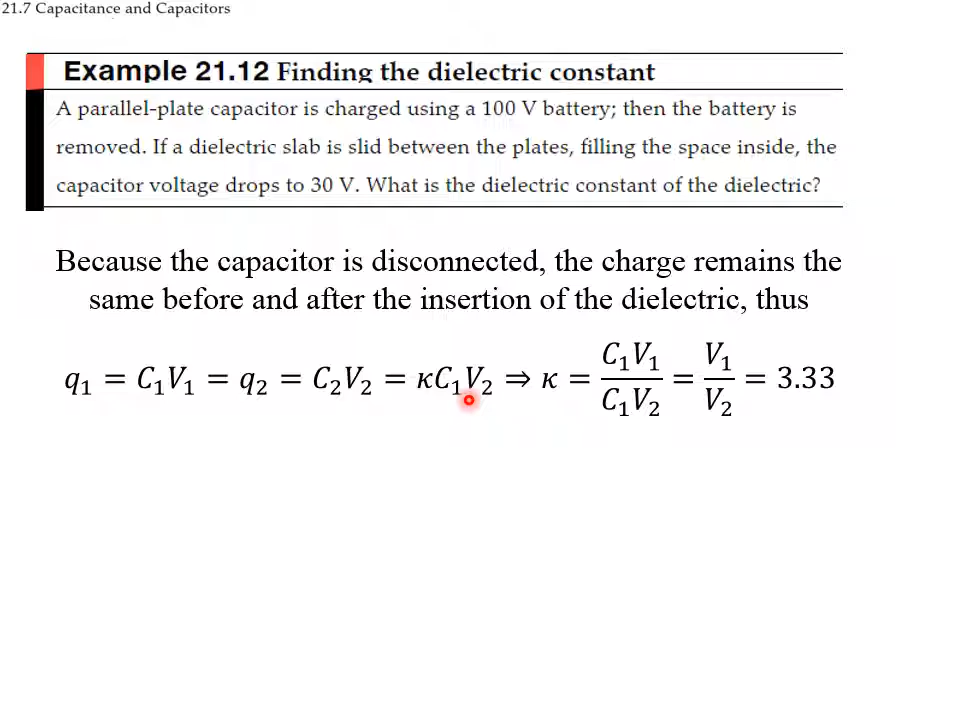 21.7 Capacitance and Capacitors
Example 21.12 Finding the dielectric constant
A parallel-plate capacitor is charged using a 100 V battery; then the battery is
removed. If a dielectric slab is slid between the plates, filling the space inside, the
capacitor voltage drops to 30 V. What is the dielectric constant of the dielectric?
Because the capacitor is disconnected, the charge remains the
same before and after the insertion of the dielectric, thus
q₁ = C₁V₁ = q₂ = C₂V₂ = κC₁V₂ ⇒ κ = C₁V₁/C₁V₂ = V₁/V₂ = 3.33